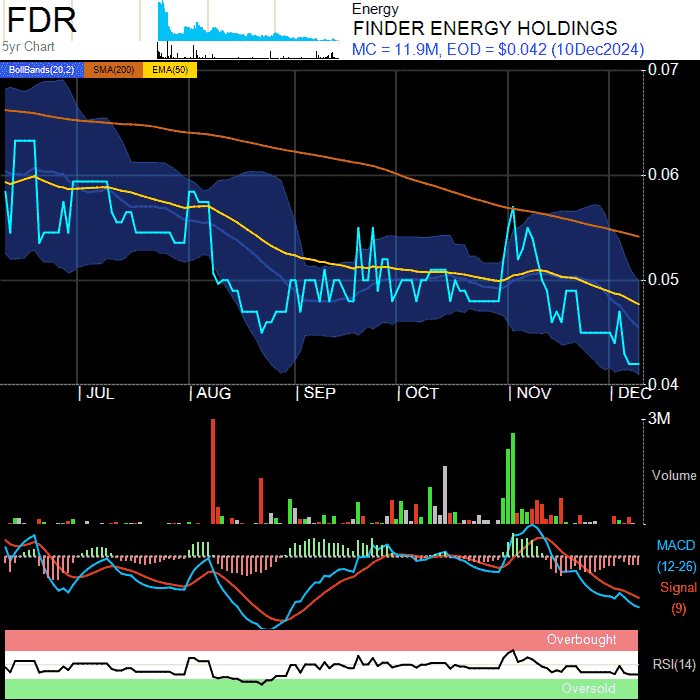 FDR
5yr Chart
Energy
FINDER ENERGY HOLDINGS
MC = 11.9M, EOD = $0.042 (10Dec2024)
BollBands(20,2) SMA(200) EMA(50)
0.07
0.06
0.05
0.04
JUL AUG SEP OCT NOV DEC
3M
Volume
MACD
(12-26)
Signal
(9)
Overbought
RSI(14)
Oversold